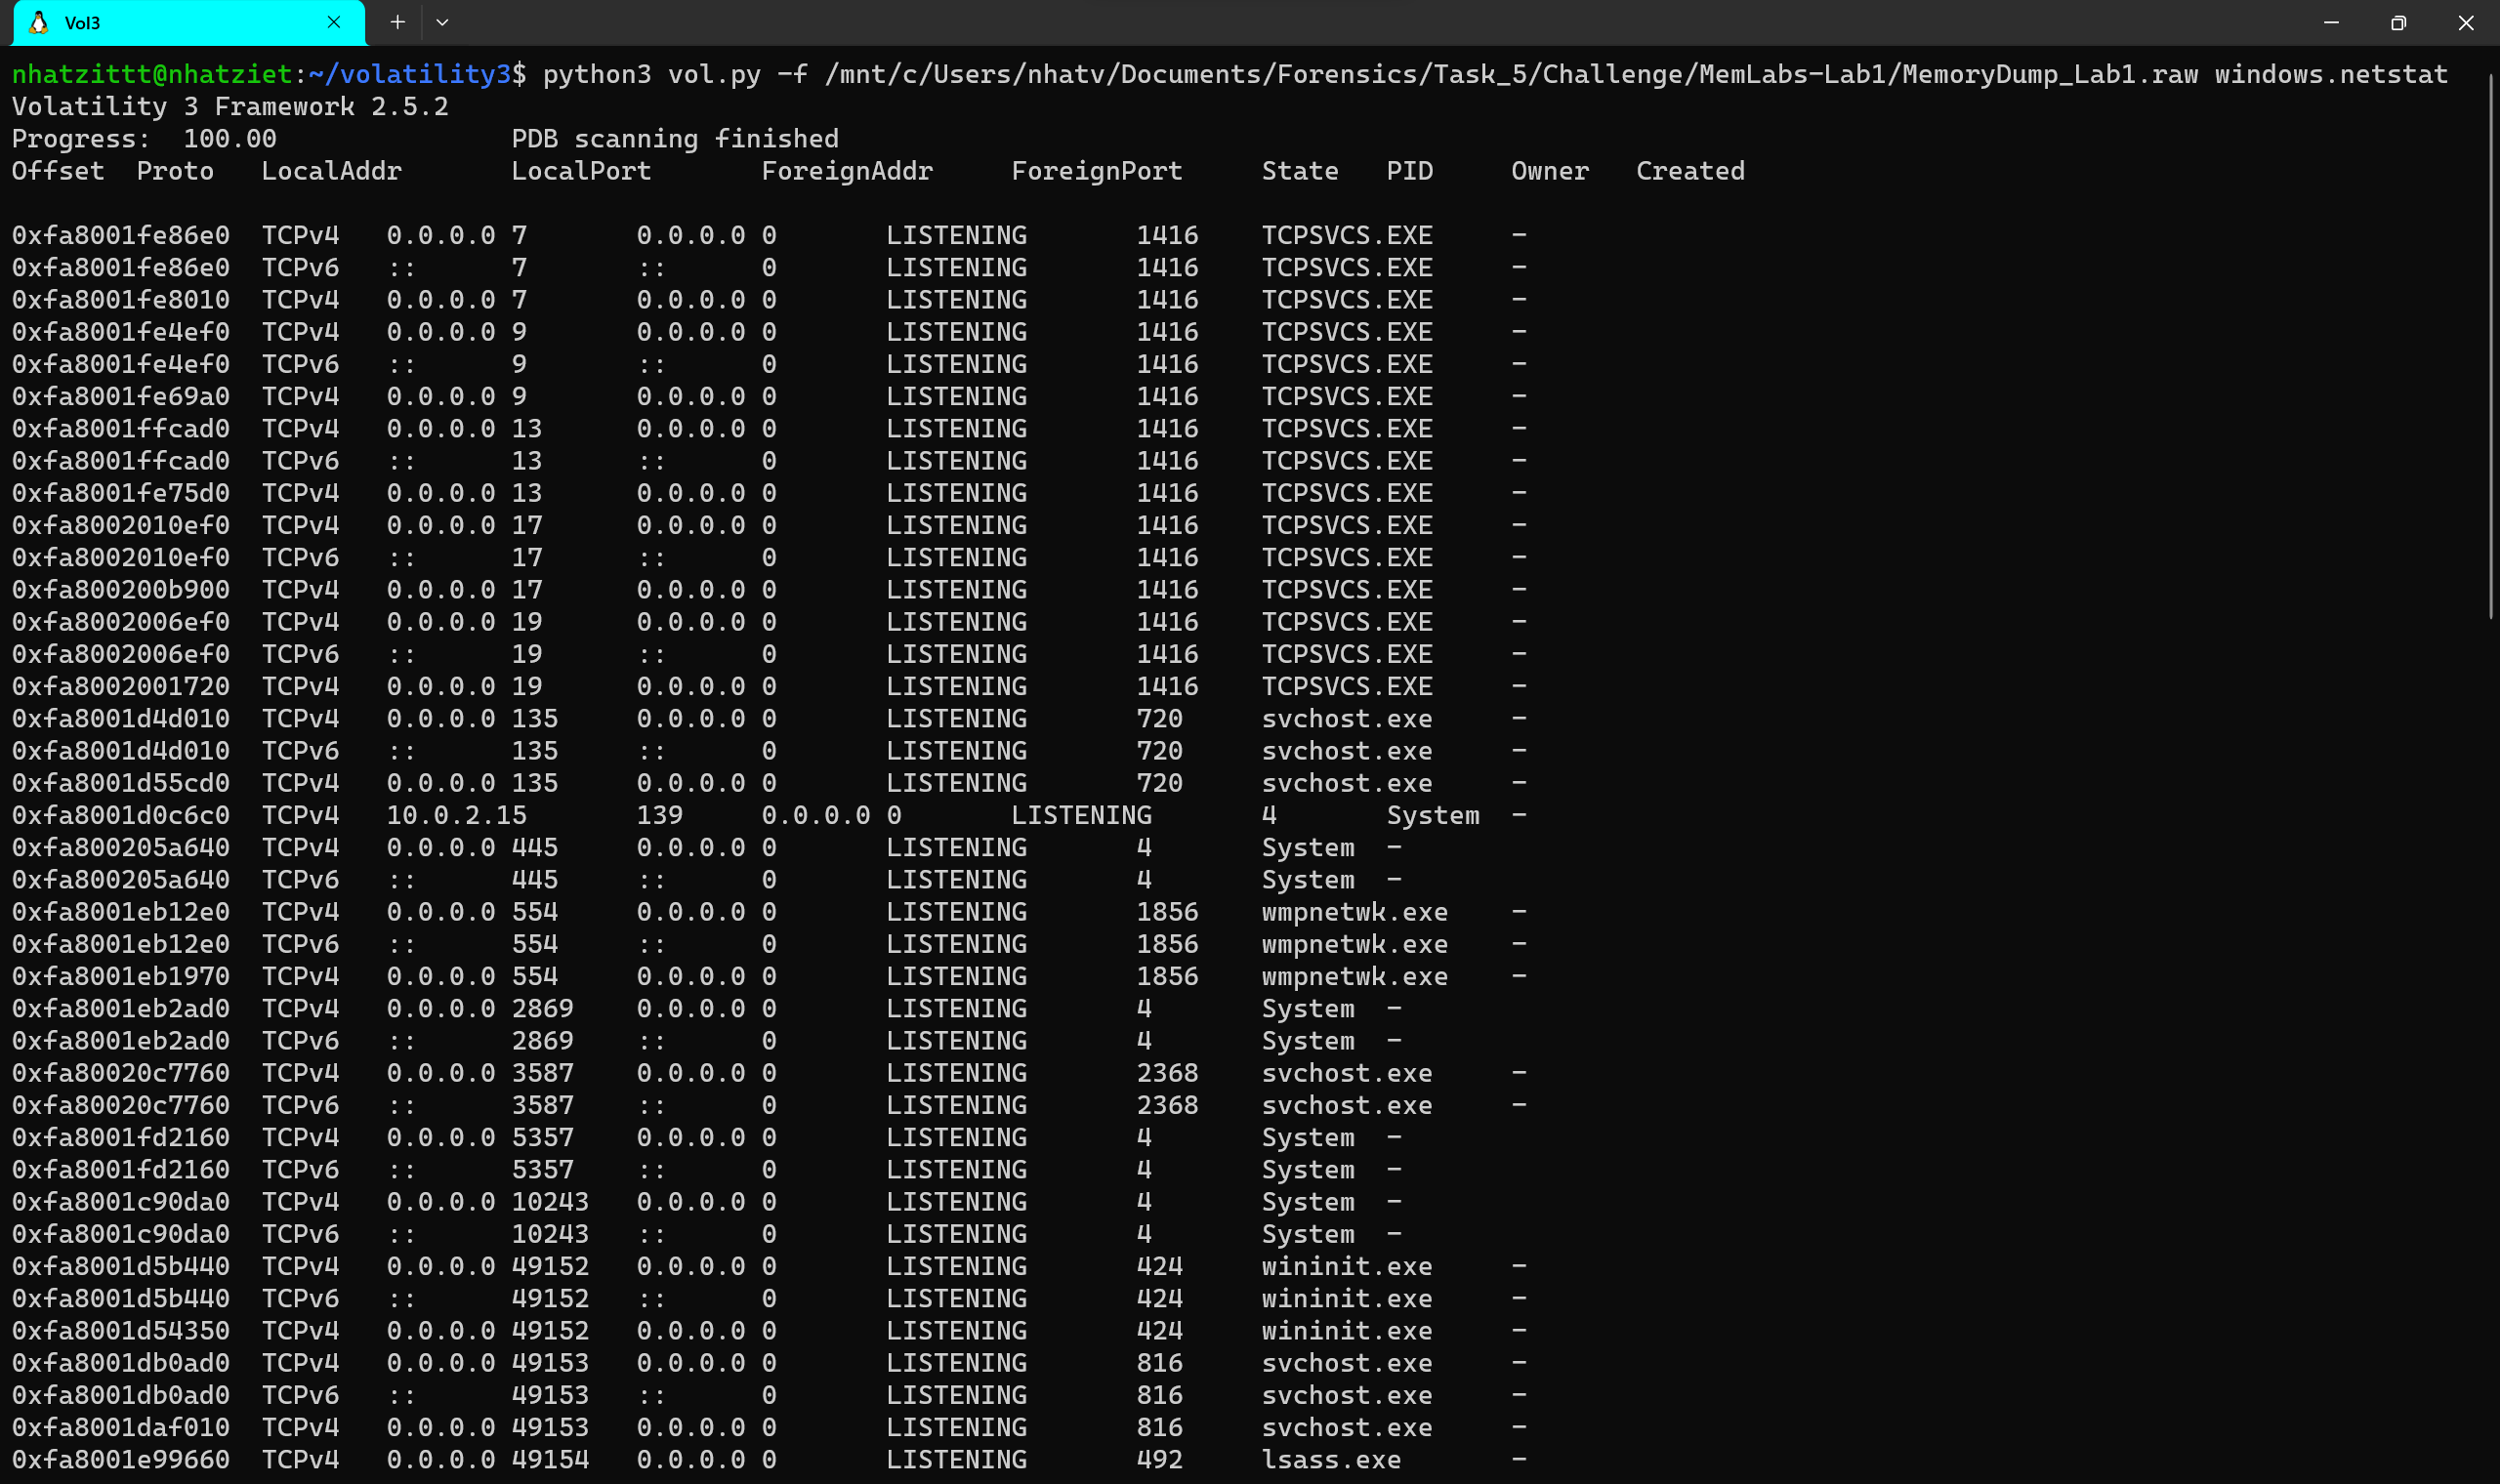 Vol3
nhatzittt@nhatziet:~/volatility3$ python3 vol.py -f /mnt/c/Users/nhatv/Documents/Forensics/Task_5/Challenge/MemLabs-Lab1/MemoryDump_Lab1.raw windows.netstat
Volatility 3 Framework 2.5.2
Progress:  100.00               PDB scanning finished
Offset  Proto   LocalAddr       LocalPort       ForeignAddr     ForeignPort     State   PID     Owner   Created
0xfa8001fe86e0  TCPv4   0.0.0.0 7       0.0.0.0 0       LISTENING       1416    TCPSVCS.EXE     -
0xfa8001fe86e0  TCPv6   ::      7       ::      0       LISTENING       1416    TCPSVCS.EXE     -
0xfa8001fe8010  TCPv4   0.0.0.0 7       0.0.0.0 0       LISTENING       1416    TCPSVCS.EXE     -
0xfa8001fe4ef0  TCPv4   0.0.0.0 9       0.0.0.0 0       LISTENING       1416    TCPSVCS.EXE     -
0xfa8001fe4ef0  TCPv6   ::      9       ::      0       LISTENING       1416    TCPSVCS.EXE     -
0xfa8001fe69a0  TCPv4   0.0.0.0 9       0.0.0.0 0       LISTENING       1416    TCPSVCS.EXE     -
0xfa8001ffcad0  TCPv4   0.0.0.0 13      0.0.0.0 0       LISTENING       1416    TCPSVCS.EXE     -
0xfa8001ffcad0  TCPv6   ::      13      ::      0       LISTENING       1416    TCPSVCS.EXE     -
0xfa8001fe75d0  TCPv4   0.0.0.0 13      0.0.0.0 0       LISTENING       1416    TCPSVCS.EXE     -
0xfa8002010ef0  TCPv4   0.0.0.0 17      0.0.0.0 0       LISTENING       1416    TCPSVCS.EXE     -
0xfa8002010ef0  TCPv6   ::      17      ::      0       LISTENING       1416    TCPSVCS.EXE     -
0xfa800200b900  TCPv4   0.0.0.0 17      0.0.0.0 0       LISTENING       1416    TCPSVCS.EXE     -
0xfa8002006ef0  TCPv4   0.0.0.0 19      0.0.0.0 0       LISTENING       1416    TCPSVCS.EXE     -
0xfa8002006ef0  TCPv6   ::      19      ::      0       LISTENING       1416    TCPSVCS.EXE     -
0xfa8002001720  TCPv4   0.0.0.0 19      0.0.0.0 0       LISTENING       1416    TCPSVCS.EXE     -
0xfa8001d4d010  TCPv4   0.0.0.0 135     0.0.0.0 0       LISTENING       720     svchost.exe     -
0xfa8001d4d010  TCPv6   ::      135     ::      0       LISTENING       720     svchost.exe     -
0xfa8001d55cd0  TCPv4   0.0.0.0 135     0.0.0.0 0       LISTENING       720     svchost.exe     -
0xfa8001d0c6c0  TCPv4   10.0.2.15       139     0.0.0.0 0       LISTENING       4       System  -
0xfa800205a640  TCPv4   0.0.0.0 445     0.0.0.0 0       LISTENING       4       System  -
0xfa800205a640  TCPv6   ::      445     ::      0       LISTENING       4       System  -
0xfa8001eb12e0  TCPv4   0.0.0.0 554     0.0.0.0 0       LISTENING       1856    wmpnetwk.exe    -
0xfa8001eb12e0  TCPv6   ::      554     ::      0       LISTENING       1856    wmpnetwk.exe    -
0xfa8001eb1970  TCPv4   0.0.0.0 554     0.0.0.0 0       LISTENING       1856    wmpnetwk.exe    -
0xfa8001eb2ad0  TCPv4   0.0.0.0 2869    0.0.0.0 0       LISTENING       4       System  -
0xfa8001eb2ad0  TCPv6   ::      2869    ::      0       LISTENING       4       System  -
0xfa80020c7760  TCPv4   0.0.0.0 3587    0.0.0.0 0       LISTENING       2368    svchost.exe     -
0xfa80020c7760  TCPv6   ::      3587    ::      0       LISTENING       2368    svchost.exe     -
0xfa8001fd2160  TCPv4   0.0.0.0 5357    0.0.0.0 0       LISTENING       4       System  -
0xfa8001fd2160  TCPv6   ::      5357    ::      0       LISTENING       4       System  -
0xfa8001c90da0  TCPv4   0.0.0.0 10243   0.0.0.0 0       LISTENING       4       System  -
0xfa8001c90da0  TCPv6   ::      10243   ::      0       LISTENING       4       System  -
0xfa8001d5b440  TCPv4   0.0.0.0 49152   0.0.0.0 0       LISTENING       424     wininit.exe     -
0xfa8001d5b440  TCPv6   ::      49152   ::      0       LISTENING       424     wininit.exe     -
0xfa8001d54350  TCPv4   0.0.0.0 49152   0.0.0.0 0       LISTENING       424     wininit.exe     -
0xfa8001db0ad0  TCPv4   0.0.0.0 49153   0.0.0.0 0       LISTENING       816     svchost.exe     -
0xfa8001db0ad0  TCPv6   ::      49153   ::      0       LISTENING       816     svchost.exe     -
0xfa8001daf010  TCPv4   0.0.0.0 49153   0.0.0.0 0       LISTENING       816     svchost.exe     -
0xfa8001e99660  TCPv4   0.0.0.0 49154   0.0.0.0 0       LISTENING       492     lsass.exe       -